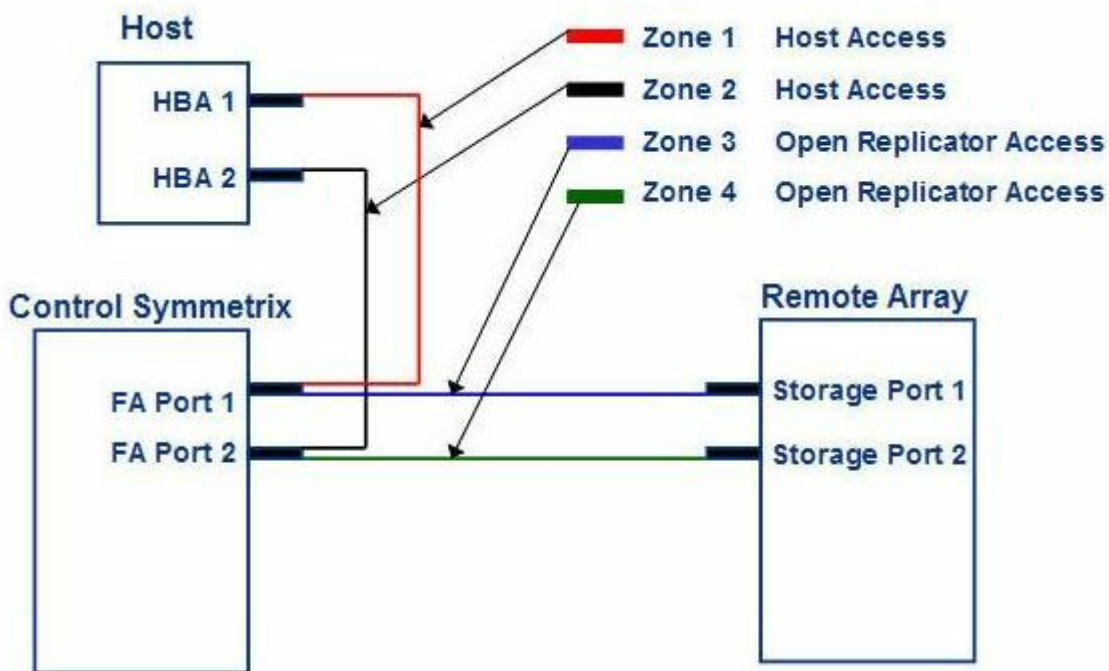 Host
HBA 1
HBA 2
Zone 1 Host Access
Zone 2 Host Access
Zone 3 Open Replicator Access
Zone 4 Open Replicator Access
Control Symmetrix
FA Port 1
FA Port 2
Remote Array
Storage Port 1
Storage Port 2